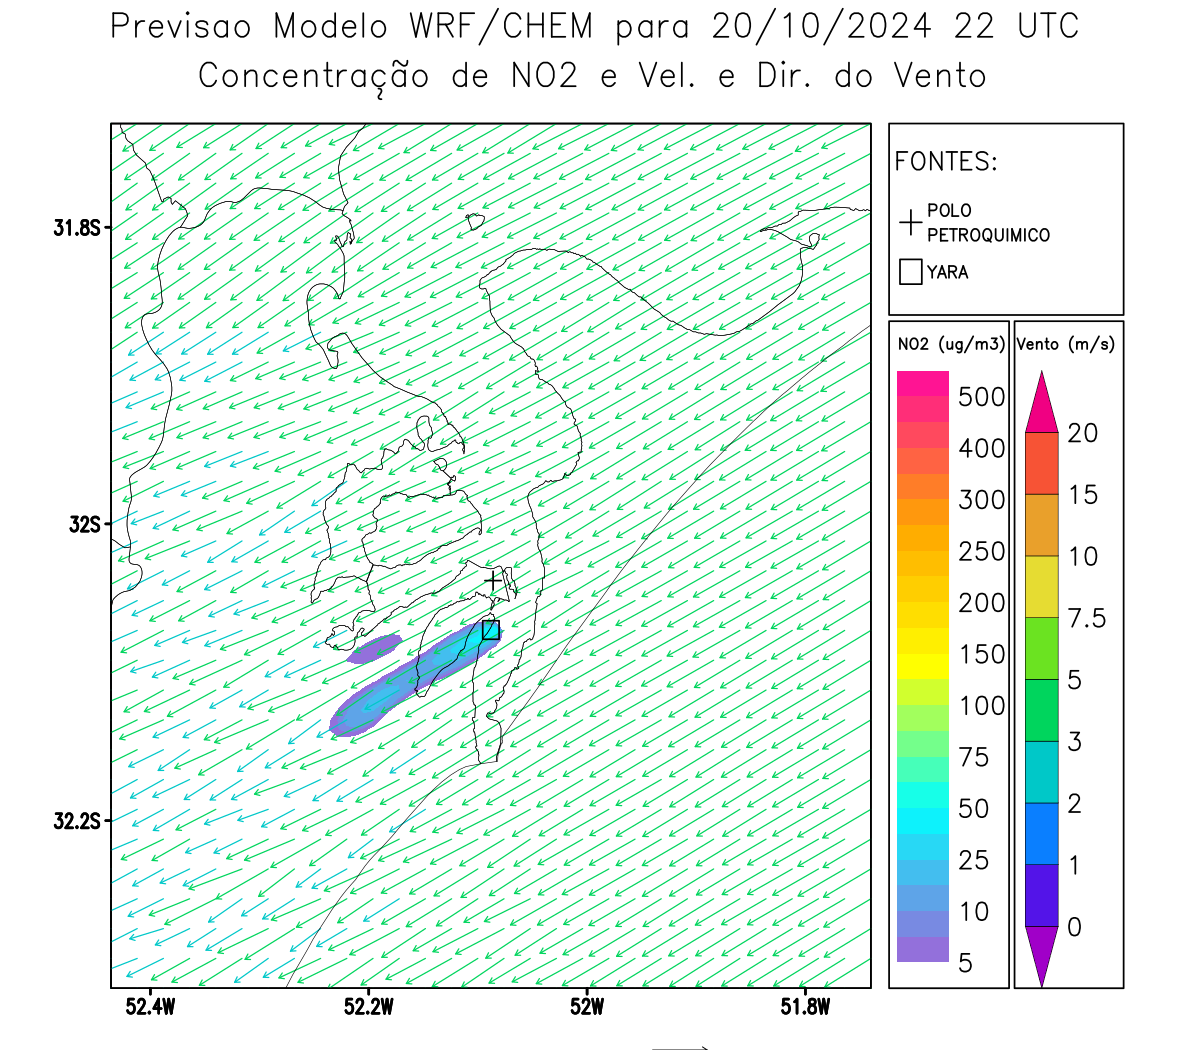 Previsao Modelo WRF/CHEM para 20/10/2024 22 UTC
Concentração de NO2 e Vel. e Dir. do Vento
FONTES:
POLO
PETROQUIMICO
YARA
NO2 (ug/m3)
500
400
300
250
200
150
100
75
50
25
10
5
Vento (m/s)
20
15
10
7.5
5
3
2
1
0
31.8S
32S
32.2S
52.4W
52.2W
52W
51.8W